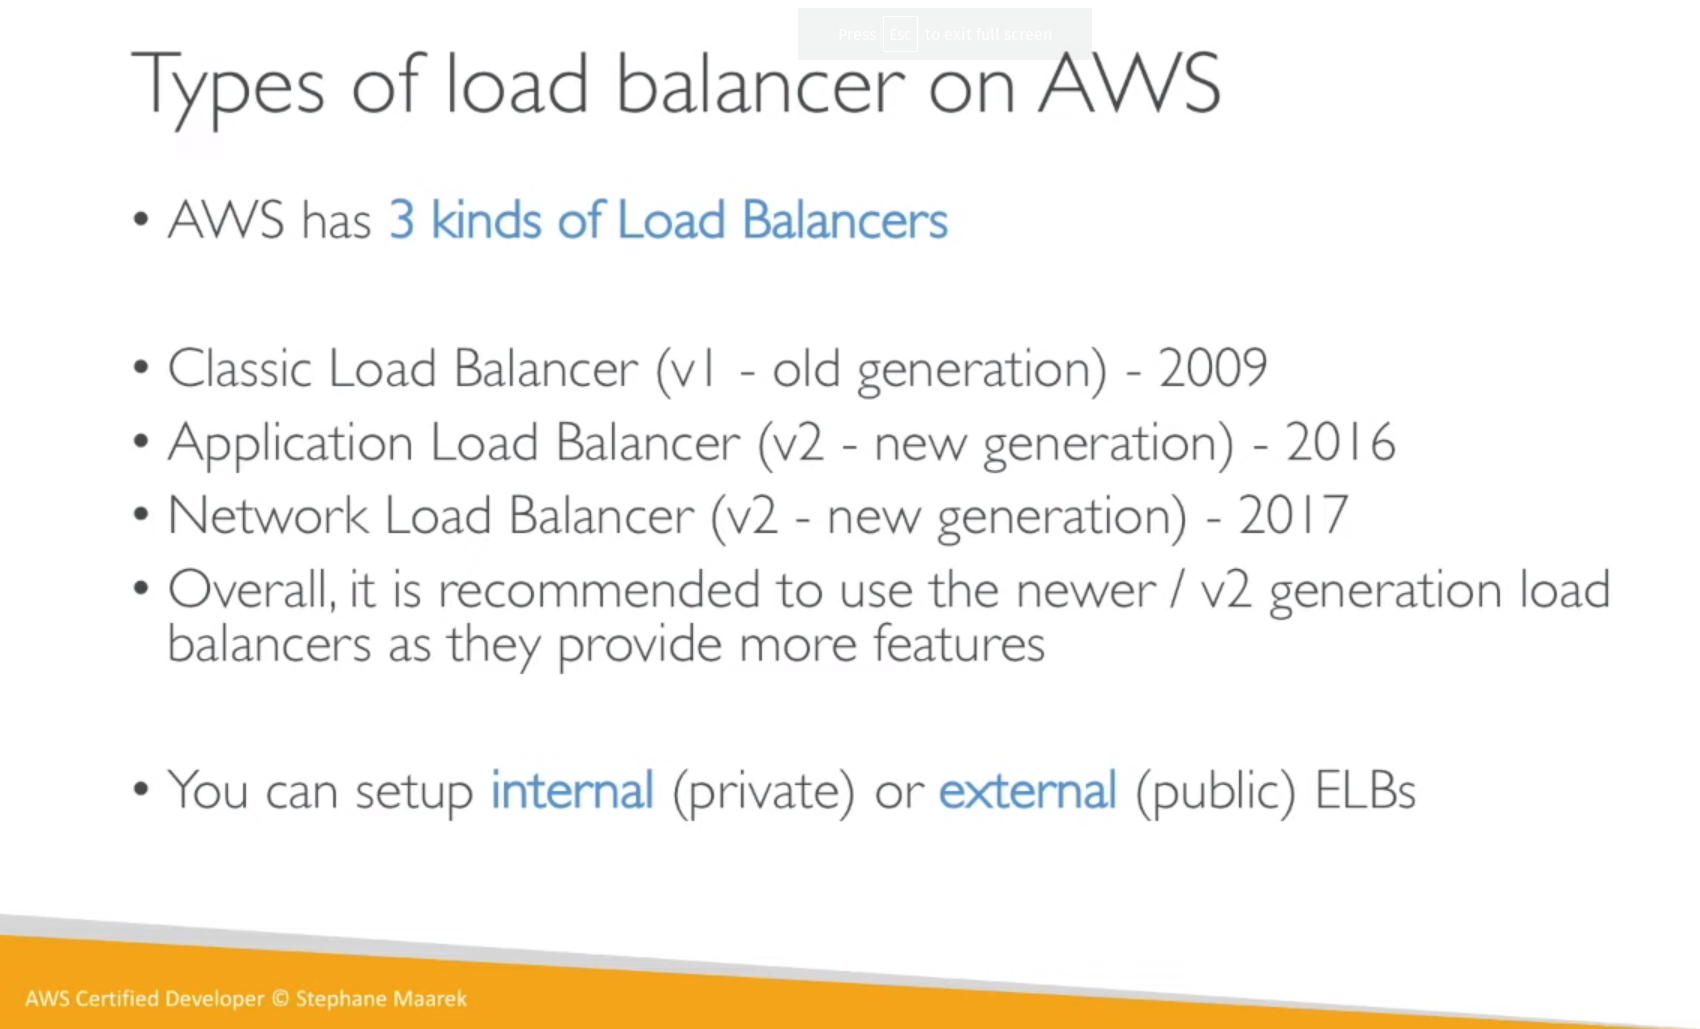 Press Esc to exit full screen
Types of load balancer on AWS
• AWS has 3 kinds of Load Balancers
• Classic Load Balancer (v1 - old generation) - 2009
• Application Load Balancer (v2 - new generation) - 2016
• Network Load Balancer (v2 - new generation) - 2017
• Overall, it is recommended to use the newer / v2 generation load
balancers as they provide more features
• You can setup internal (private) or external (public) ELBs
AWS Certified Developer © Stephane Maarek